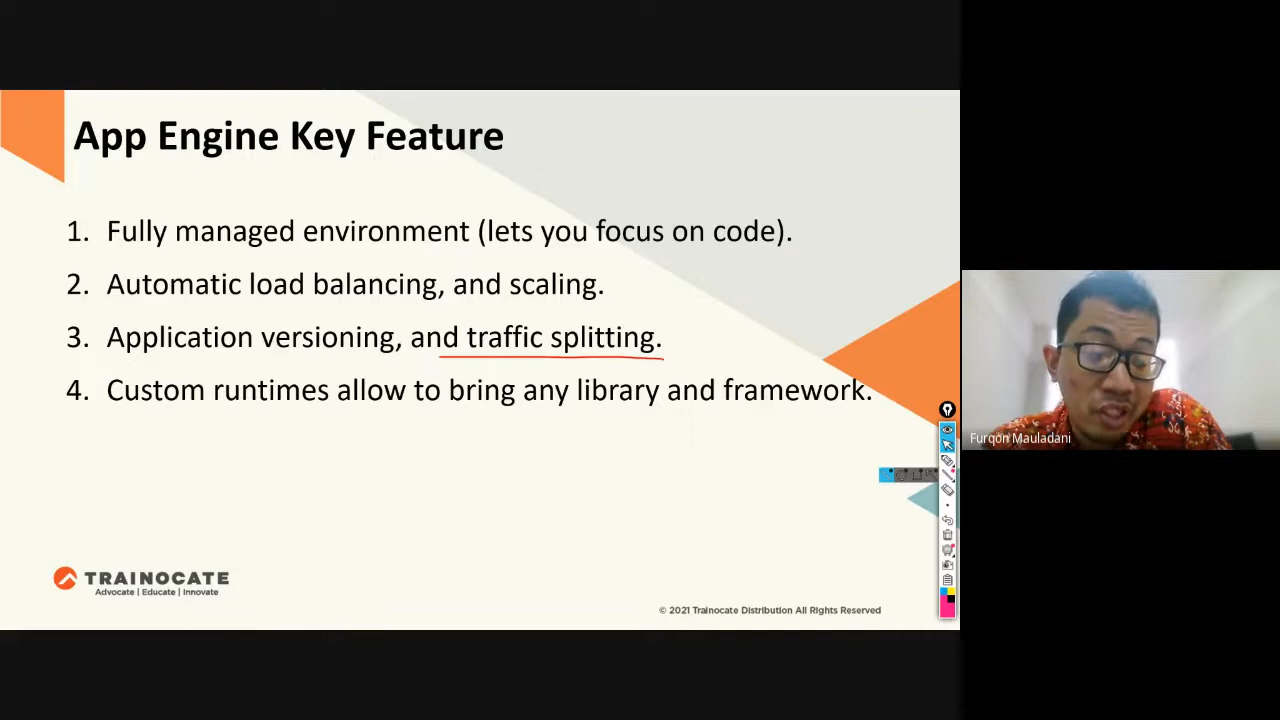 App Engine Key Feature
1. Fully managed environment (lets you focus on code).
2. Automatic load balancing, and scaling.
3. Application versioning, and traffic splitting.
4. Custom runtimes allow to bring any library and framework.
Furqon Mauladani
TRAINOCATE
Advocate | Educate | Innovate
© 2021 Trainocate Distribution All Rights Reserved